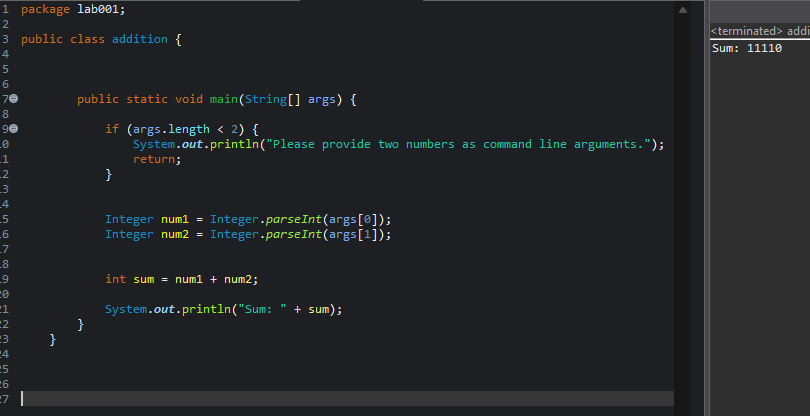 1 package lab001;
2
3 public class addition {
4
5
6
7 public static void main(String[] args) {
8
9 if (args.length < 2) {
10 System.out.println("Please provide two numbers as command line arguments.");
11 return;
12 }
13
14
15 Integer num1 = Integer.parseInt(args[0]);
16 Integer num2 = Integer.parseInt(args[1]);
17
18
19 int sum = num1 + num2;
20
21 System.out.println("Sum: " + sum);
22 }
23 }
24
25
26
27
<terminated> addi
Sum: 11110